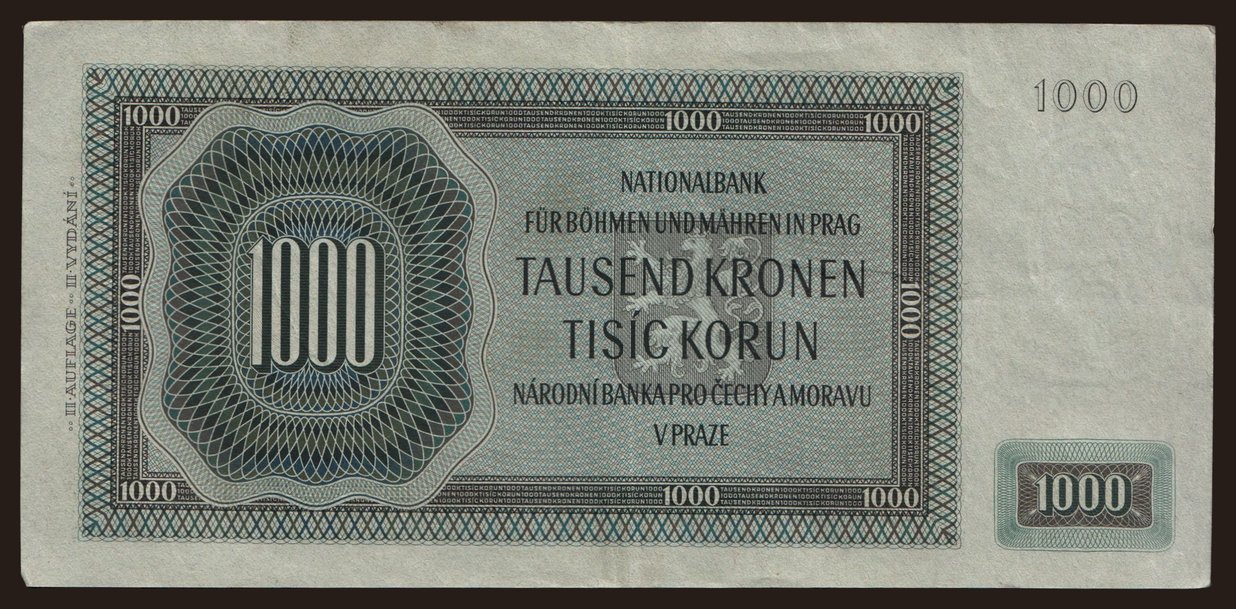 1000
1000
1000
1000
II·AUFLAGE II·VYDÁNÍ
1000
1000
NATIONALBANK
FÜR BÖHMEN UND MÄHREN IN PRAG
TAUSEND KRONEN
TISÍC KORUN
NÁRODNÍ BANKA PRO ČECHY A MORAVU
V PRAZE
1000
1000
1000
1000
1000